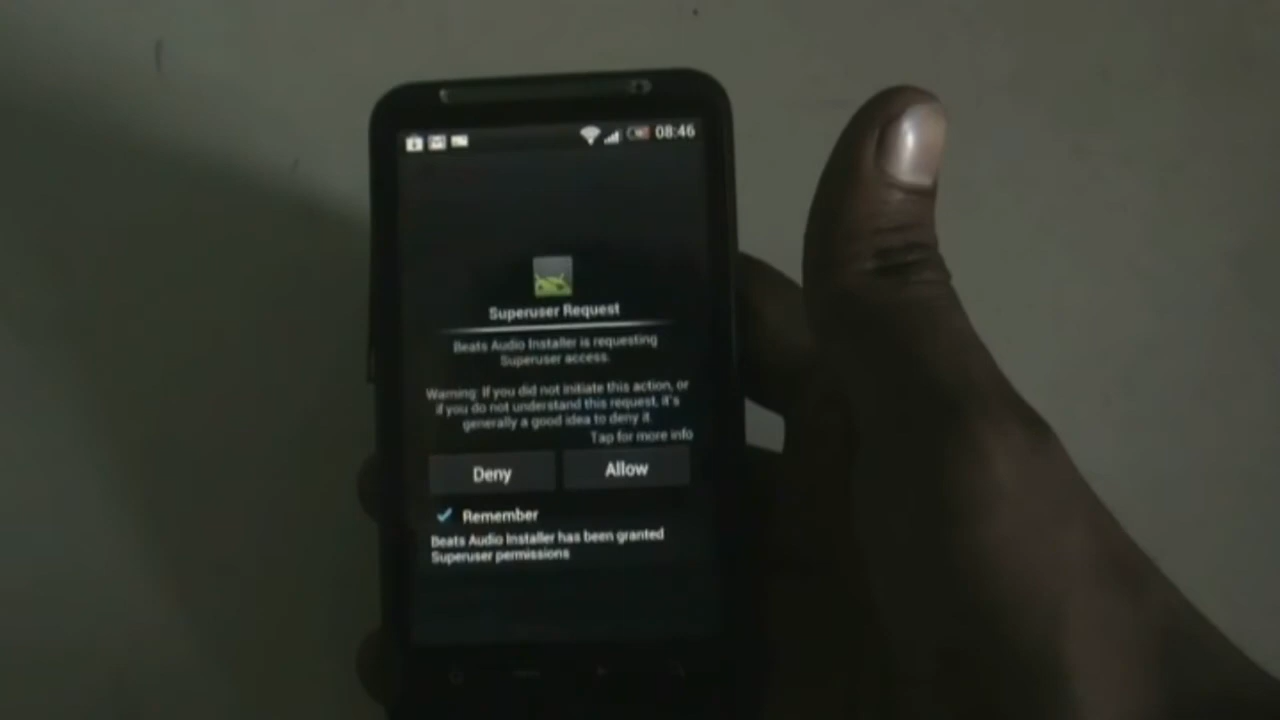 08:46
Superuser Request
Beats Audio Installer is requesting
Superuser access.
Warning: If you did not initiate this action, or
if you do not understand this request, it's
generally a good idea to deny it.
Tap for more info
Deny
Allow
Remember
Beats Audio Installer has been granted
Superuser permissions